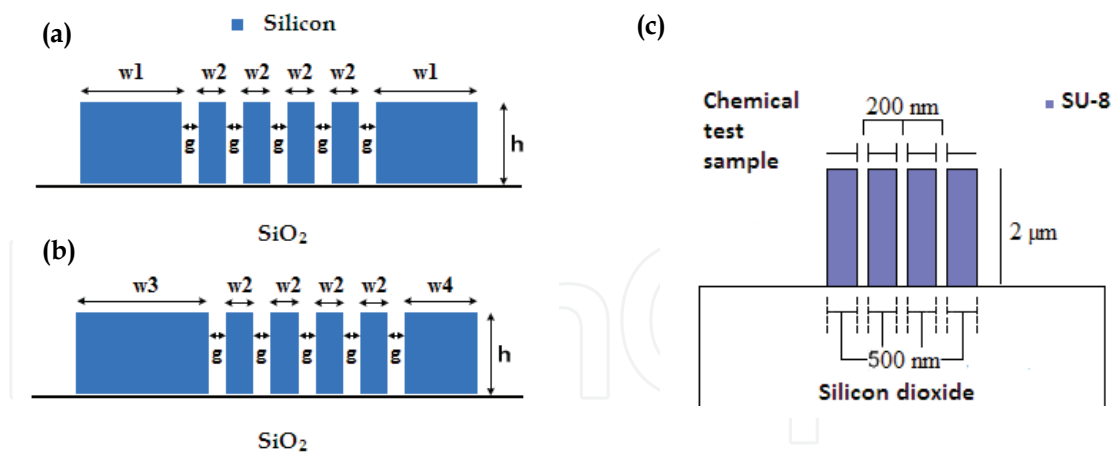 (a)
Silicon
w1 w2 w2 w2 w2 w1
g g g g g
h
SiO₂
(b)
w3 w2 w2 w2 w2 w4
g g g g g
h
SiO₂
(c)
Chemical
test
sample
200 nm
SU-8
2 μm
500 nm
Silicon dioxide